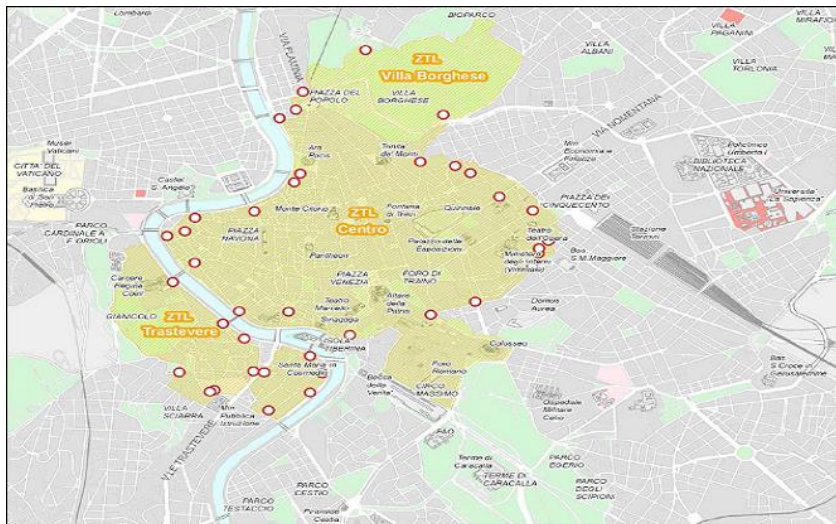 Lombardo
BIOPARCO
VILLA
PAGANINI
VILLA
ALBANI
VILLA
TORLONIA
VIA FLAMINIA
ZTL
Villa Borghese
PIAZZA DEL
POPOLO
VILLA
BORGHESE
VIA NOMENTANA
Musei
Vaticani
CITTA' DEL
VATICANO
Basilica
di San
Pietro
Castel
S. Angelo
Ara
Pacis
Trinita
de' Monti
Min
Economia e
Finanze
Policlinico
Umberto I
BIBLIOTECA
NAZIONALE
Universita'
"La Sapienza"
PIAZZA DEI
CINQUECENTO
Monte Citorio
ZTL
Centro
Fontana
di Trevi
Quirinale
PARCO
CARDINALE A
F. ORIOLI
PIAZZA
NAVONA
Pantheon
Palazzo delle
Esposizioni
Teatro
dell'Opera
Ministero
degli Interni
(Viminale)
Stazione
Termini
Bas
S.M.Maggiore
Carcere
Regina
Coeli
PIAZZA
VENEZIA
FORO DI
TRAIANO
GIANICOLO
ZTL
Trastevere
Teatro
Marcello
Sinagoga
Altare
della
Patria
Domus
Aurea
ISOLA
TIBERINA
Colosseo
Santa Maria in
Cosmedin
Foro
Romano
Bocca
della
Verita'
CIRCO
MASSIMO
Bas
S Croce in
Gerusalemme
VILLA
SCIARRA
Min
Pubblica
Istruzione
V.LE TRASTEVERE
Ospedale
Militare
Celio
FAO
Terme di
Caracalla
TERME DI
CARACALLA
PARCO
EGERIO
PARCO
DEGLI
SCIPIONI
PARCO
TESTACCIO
PARCO
CESTIO
Piramide
Cestia